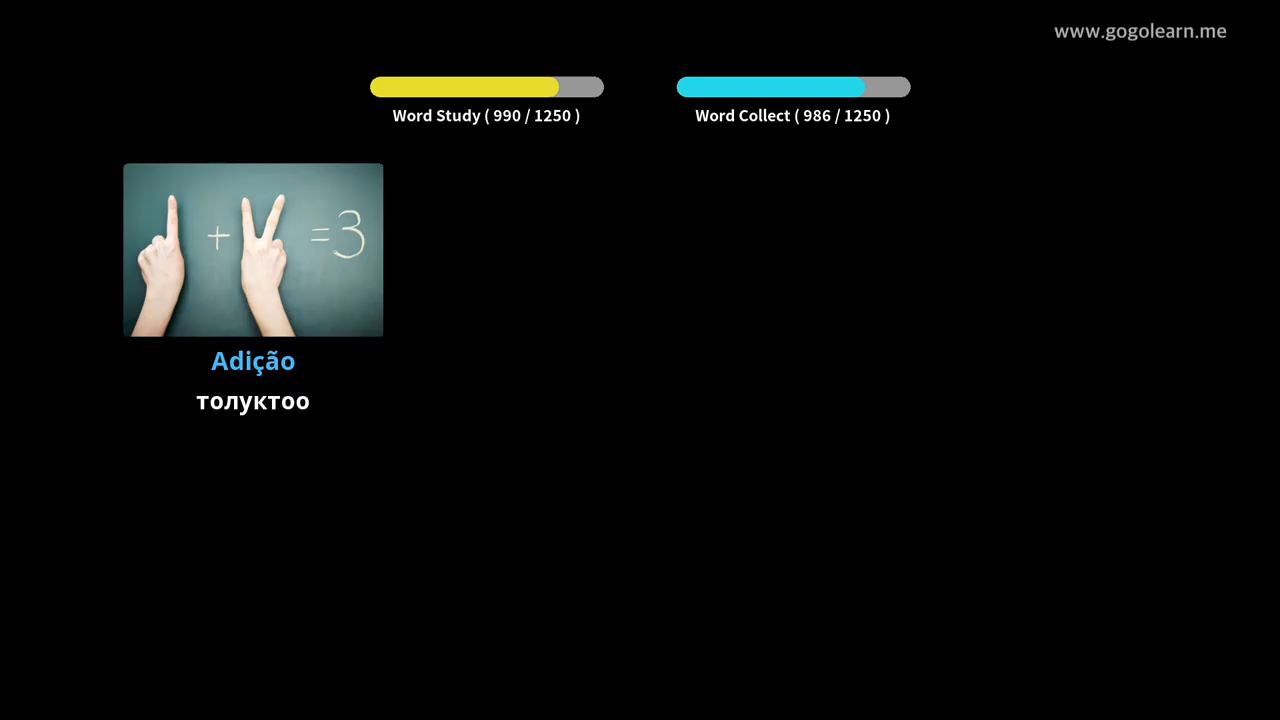 www.gogolearn.me
Word Study ( 990 / 1250 )
Word Collect ( 986 / 1250 )
+ =3
Adição
толуктоо